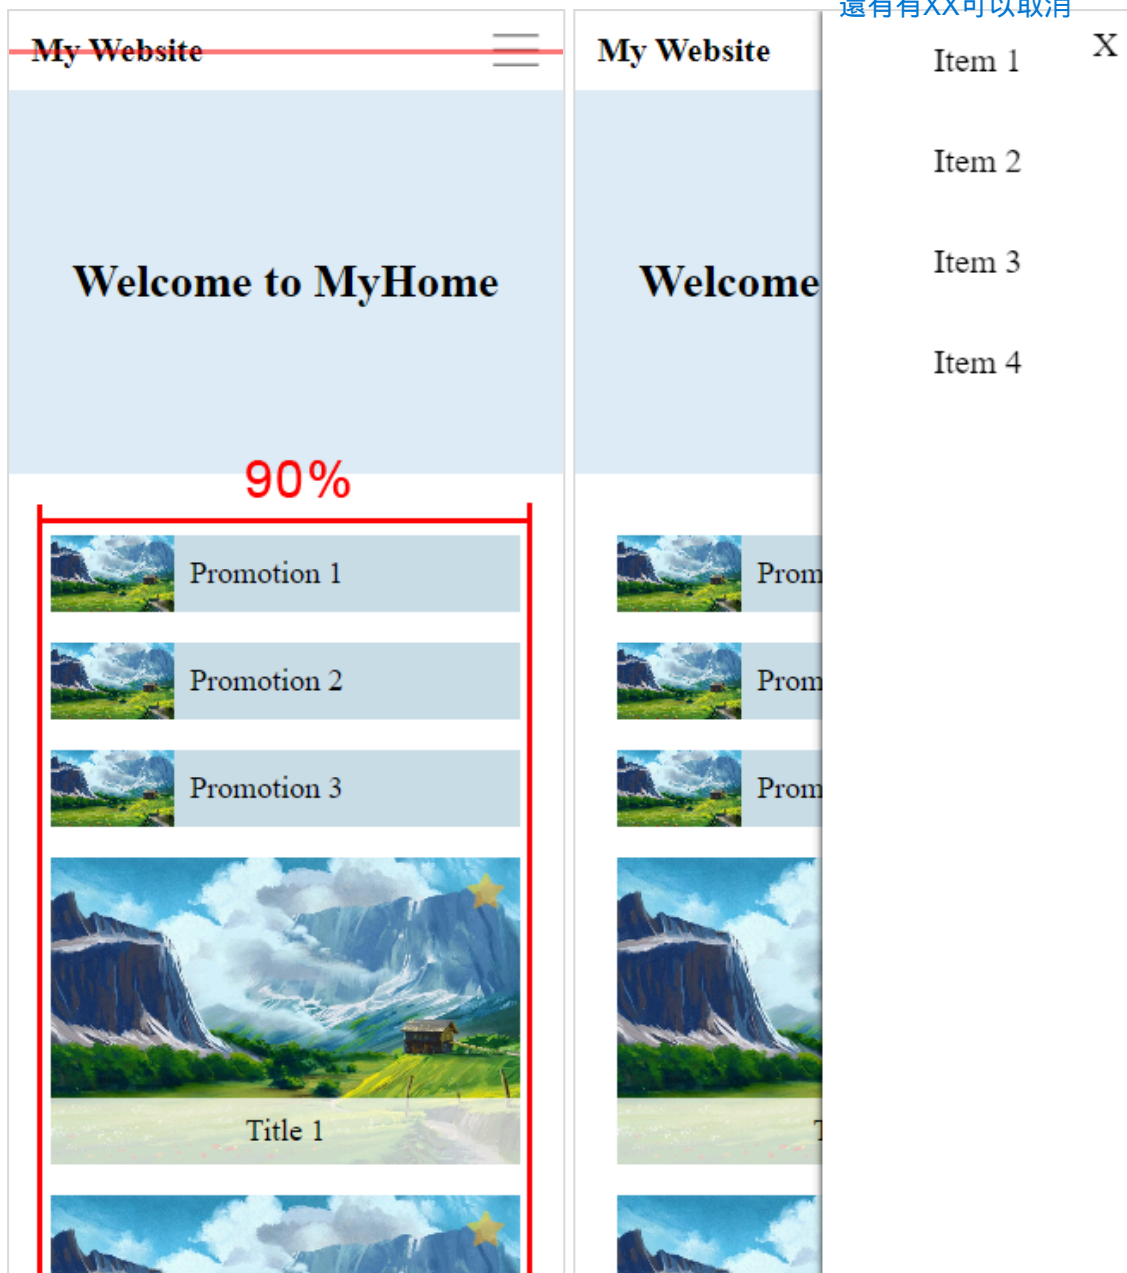 還有有XX可以取消
My Website
Welcome to MyHome
90%
Promotion 1
Promotion 2
Promotion 3
Title 1
My Website
Welcome
Prom
Prom
Prom
X
Item 1
Item 2
Item 3
Item 4